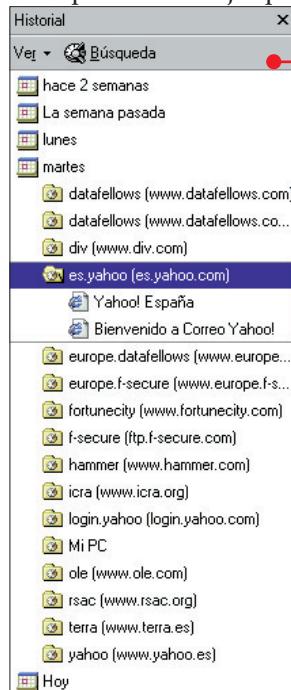 Historial
Ver Búsqueda
hace 2 semanas
La semana pasada
lunes
martes
datafellows (www.datafellows.com)
datafellows (www.datafellows.co...
div (www.div.com)
es.yahoo (es.yahoo.com)
Yahoo! España
Bienvenido a Correo Yahoo!
europe.datafellows (www.europe...
europe.f-secure (www.europe.f-s...
fortunecity (www.fortunecity.com)
f-secure (ftp.f-secure.com)
hammer (www.hammer.com)
icra (www.icra.org)
login.yahoo (login.yahoo.com)
Mi PC
ole (www.ole.com)
rsac (www.rsac.org)
terra (www.terra.es)
yahoo (www.yahoo.es)
Hoy